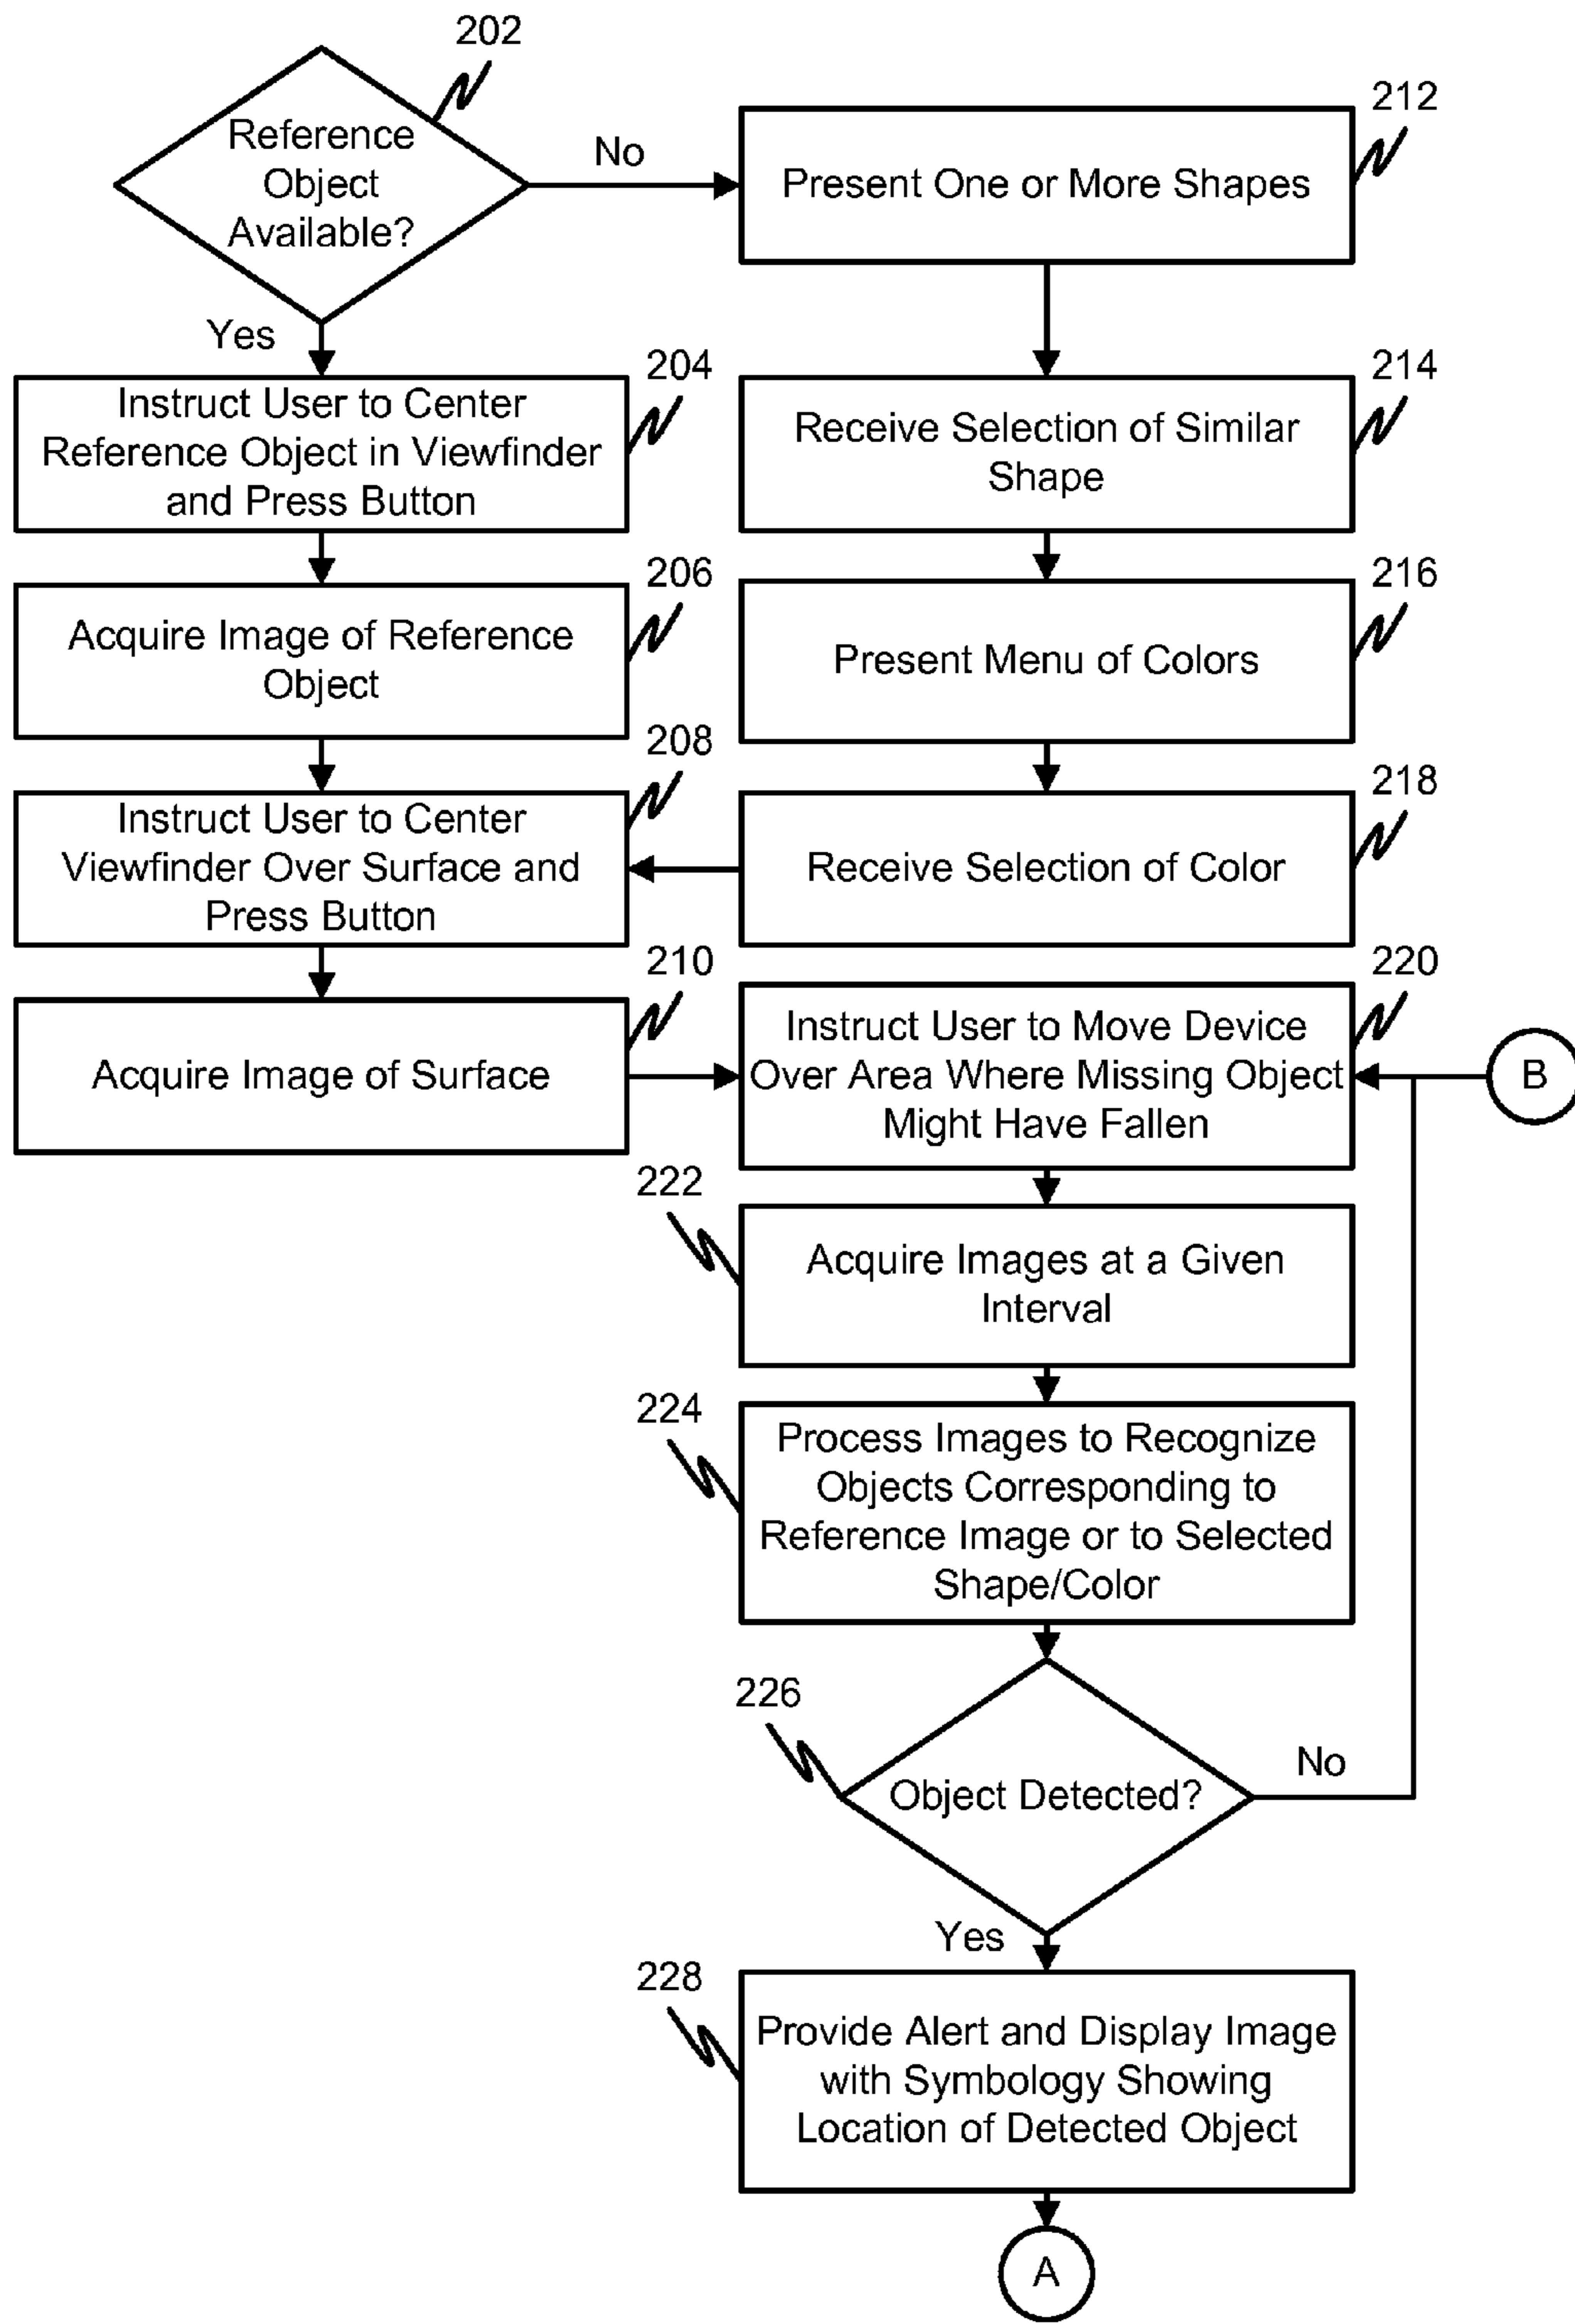 202
Reference
Object
Available?
No
Yes
212
Present One or More Shapes
204
Instruct User to Center
Reference Object in Viewfinder
and Press Button
214
Receive Selection of Similar
Shape
206
Acquire Image of Reference
Object
216
Present Menu of Colors
208
Instruct User to Center
Viewfinder Over Surface and
Press Button
218
Receive Selection of Color
210
Acquire Image of Surface
220
Instruct User to Move Device
Over Area Where Missing Object
Might Have Fallen
B
222
Acquire Images at a Given
Interval
224
Process Images to Recognize
Objects Corresponding to
Reference Image or to Selected
Shape/Color
226
Object Detected?
No
Yes
228
Provide Alert and Display Image
with Symbology Showing
Location of Detected Object
A